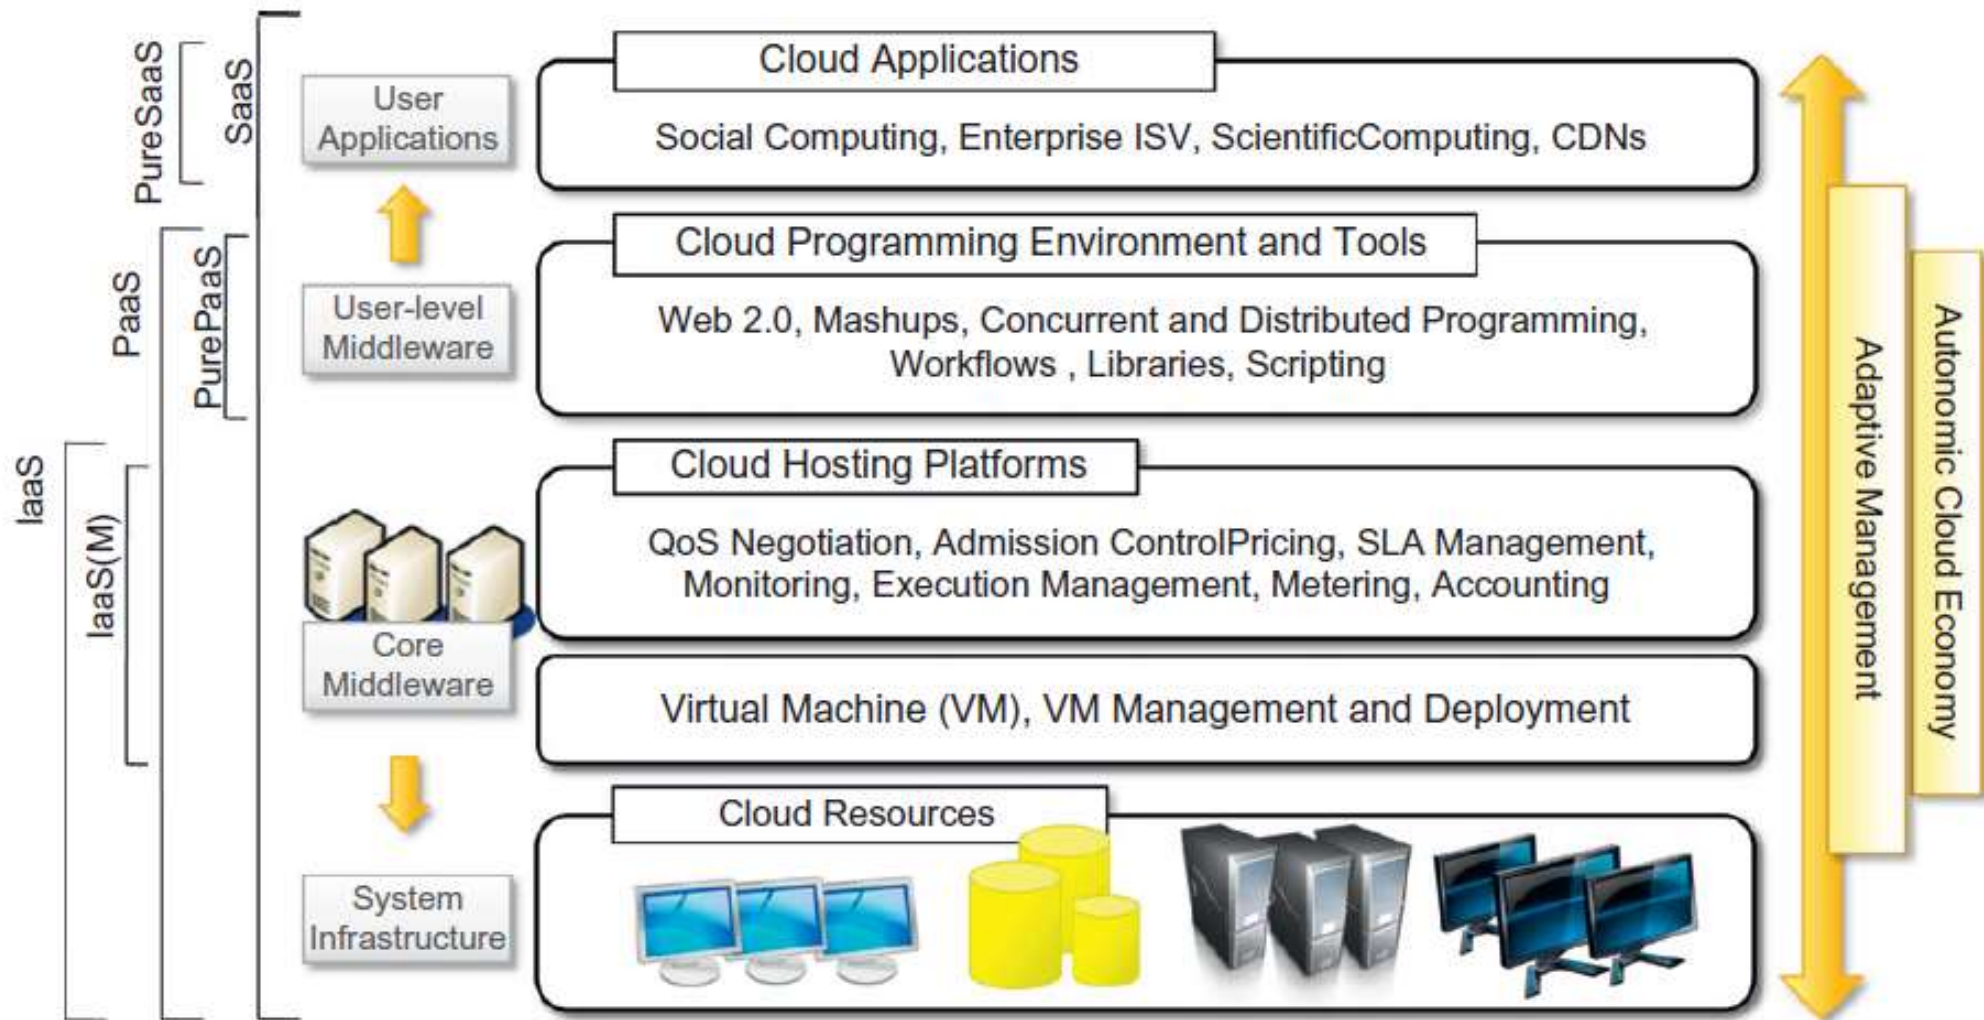 PureSaaS
SaaS
User
Applications
Cloud Applications
Social Computing, Enterprise ISV, ScientificComputing, CDNs
PaaS
PurePaaS
User-level
Middleware
Cloud Programming Environment and Tools
Web 2.0, Mashups, Concurrent and Distributed Programming,
Workflows , Libraries, Scripting
IaaS
IaaS(M)
Core
Middleware
Cloud Hosting Platforms
QoS Negotiation, Admission ControlPricing, SLA Management,
Monitoring, Execution Management, Metering, Accounting
Virtual Machine (VM), VM Management and Deployment
System
Infrastructure
Cloud Resources
Adaptive Management
Autonomic Cloud Economy